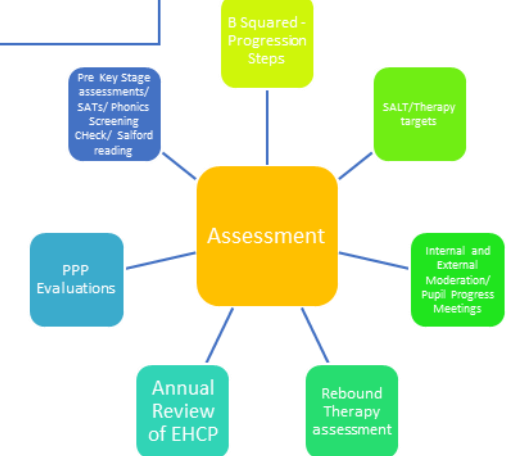 B Squared -
Progression
Steps
Pre Key Stage
assessments/
SATs/ Phonics
Screening
CHeck/ Salford
reading
SALT/Therapy
targets
Assessment
PPP
Evaluations
Internal and
External
Moderation/
Pupil Progress
Meetings
Annual
Review
of EHCP
Rebound
Therapy
assessment